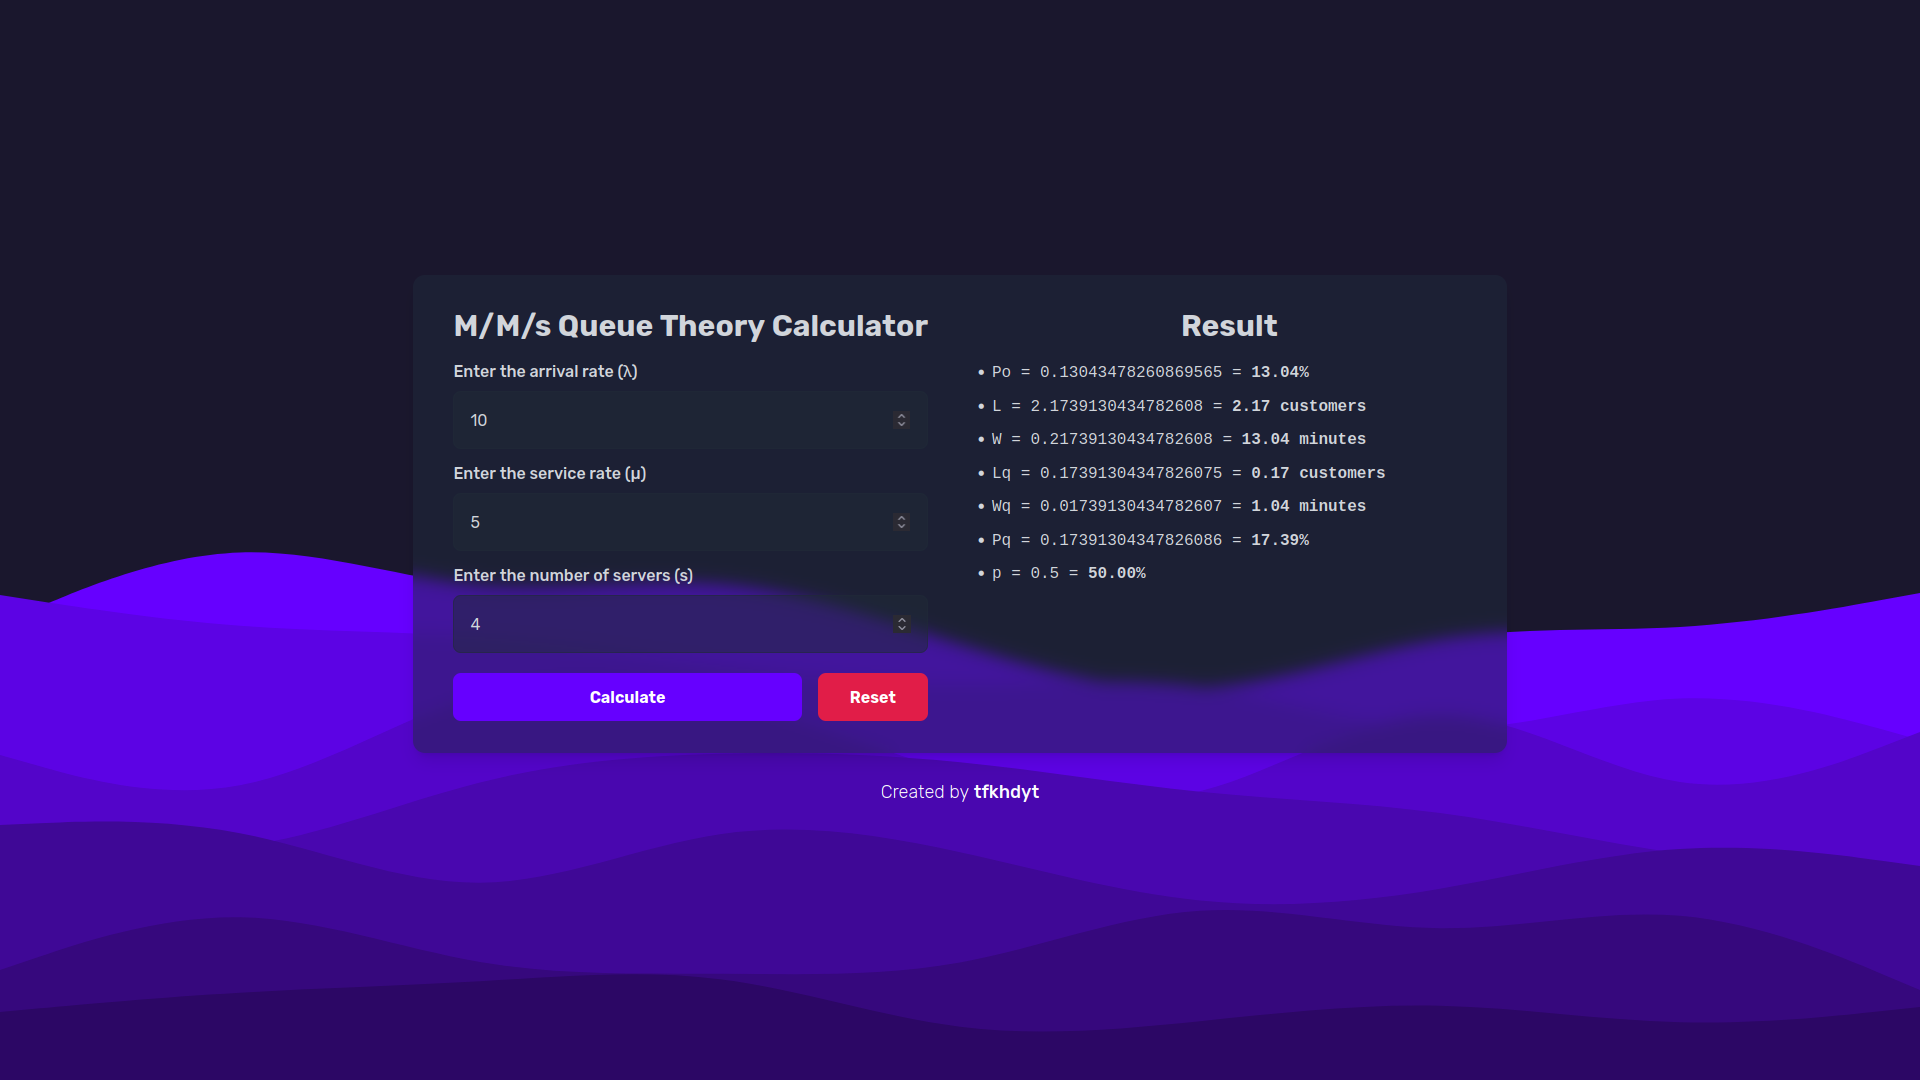 M/M/s Queue Theory Calculator
Enter the arrival rate (λ)
10
Enter the service rate (μ)
5
Enter the number of servers (s)
4
Calculate
Reset
Result
• Po = 0.13043478260869565 = 13.04%
• L = 2.1739130434782608 = 2.17 customers
• W = 0.21739130434782608 = 13.04 minutes
• Lq = 0.17391304347826075 = 0.17 customers
• Wq = 0.01739130434782607 = 1.04 minutes
• Pq = 0.17391304347826086 = 17.39%
• p = 0.5 = 50.00%
Created by tfkhdyt